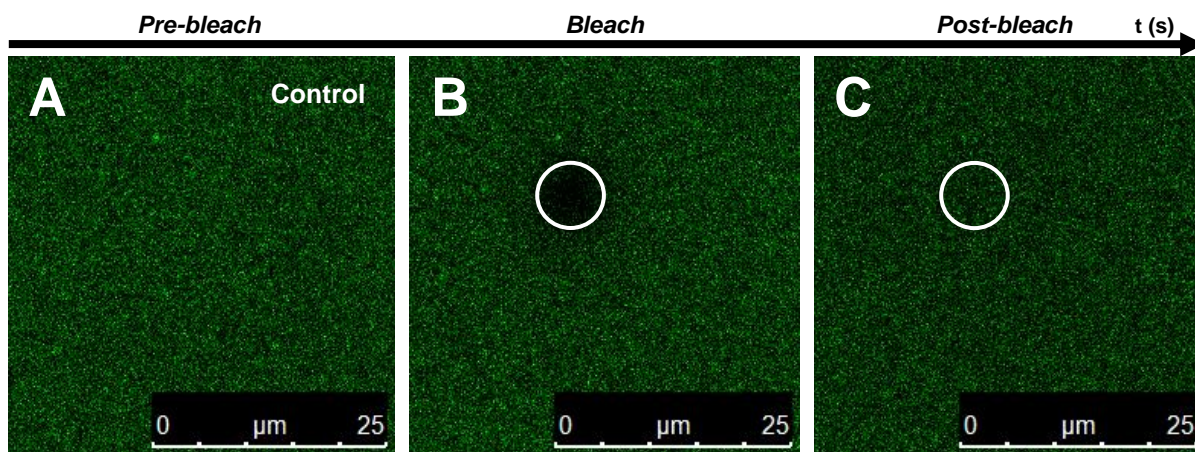 Pre-bleach Bleach Post-bleach t (s)
A Control B C
0 µm 25 0 µm 25 0 µm 25